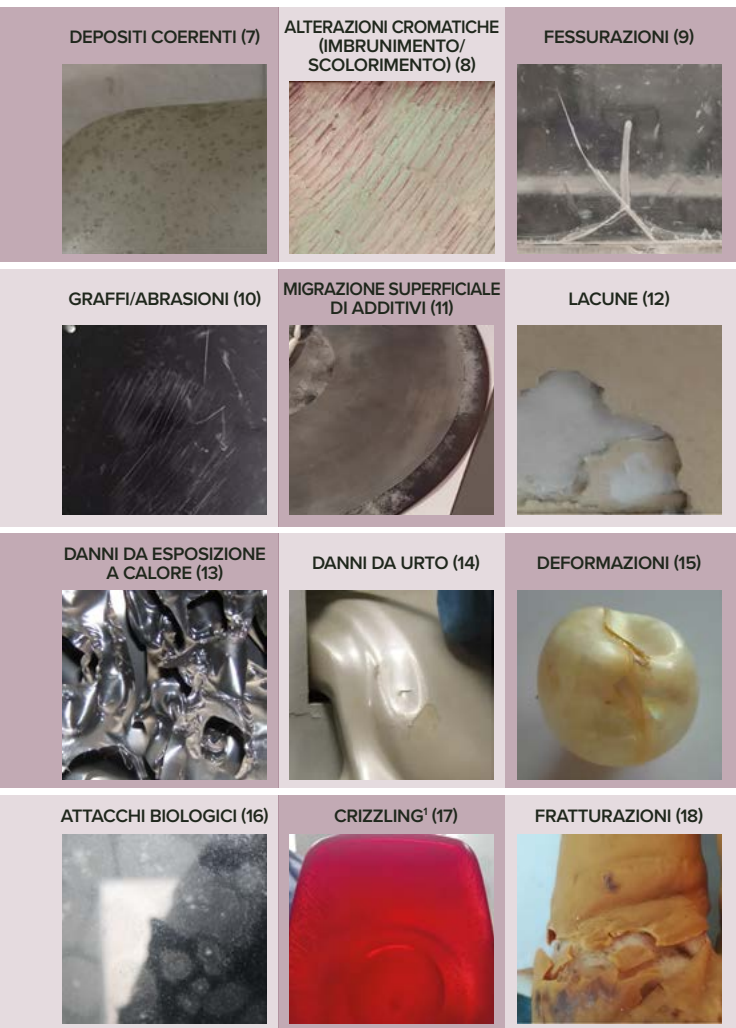 DEPOSITI COERENTI (7)
ALTERAZIONI CROMATICHE
(IMBRUNIMENTO/
SCOLORIMENTO) (8)
FESSURAZIONI (9)
GRAFFI/ABRASIONI (10)
MIGRAZIONE SUPERFICIALE
DI ADDITIVI (11)
LACUNE (12)
DANNI DA ESPOSIZIONE
A CALORE (13)
DANNI DA URTO (14)
DEFORMAZIONI (15)
ATTACCHI BIOLOGICI (16)
CRIZZLING¹ (17)
FRATTURAZIONI (18)